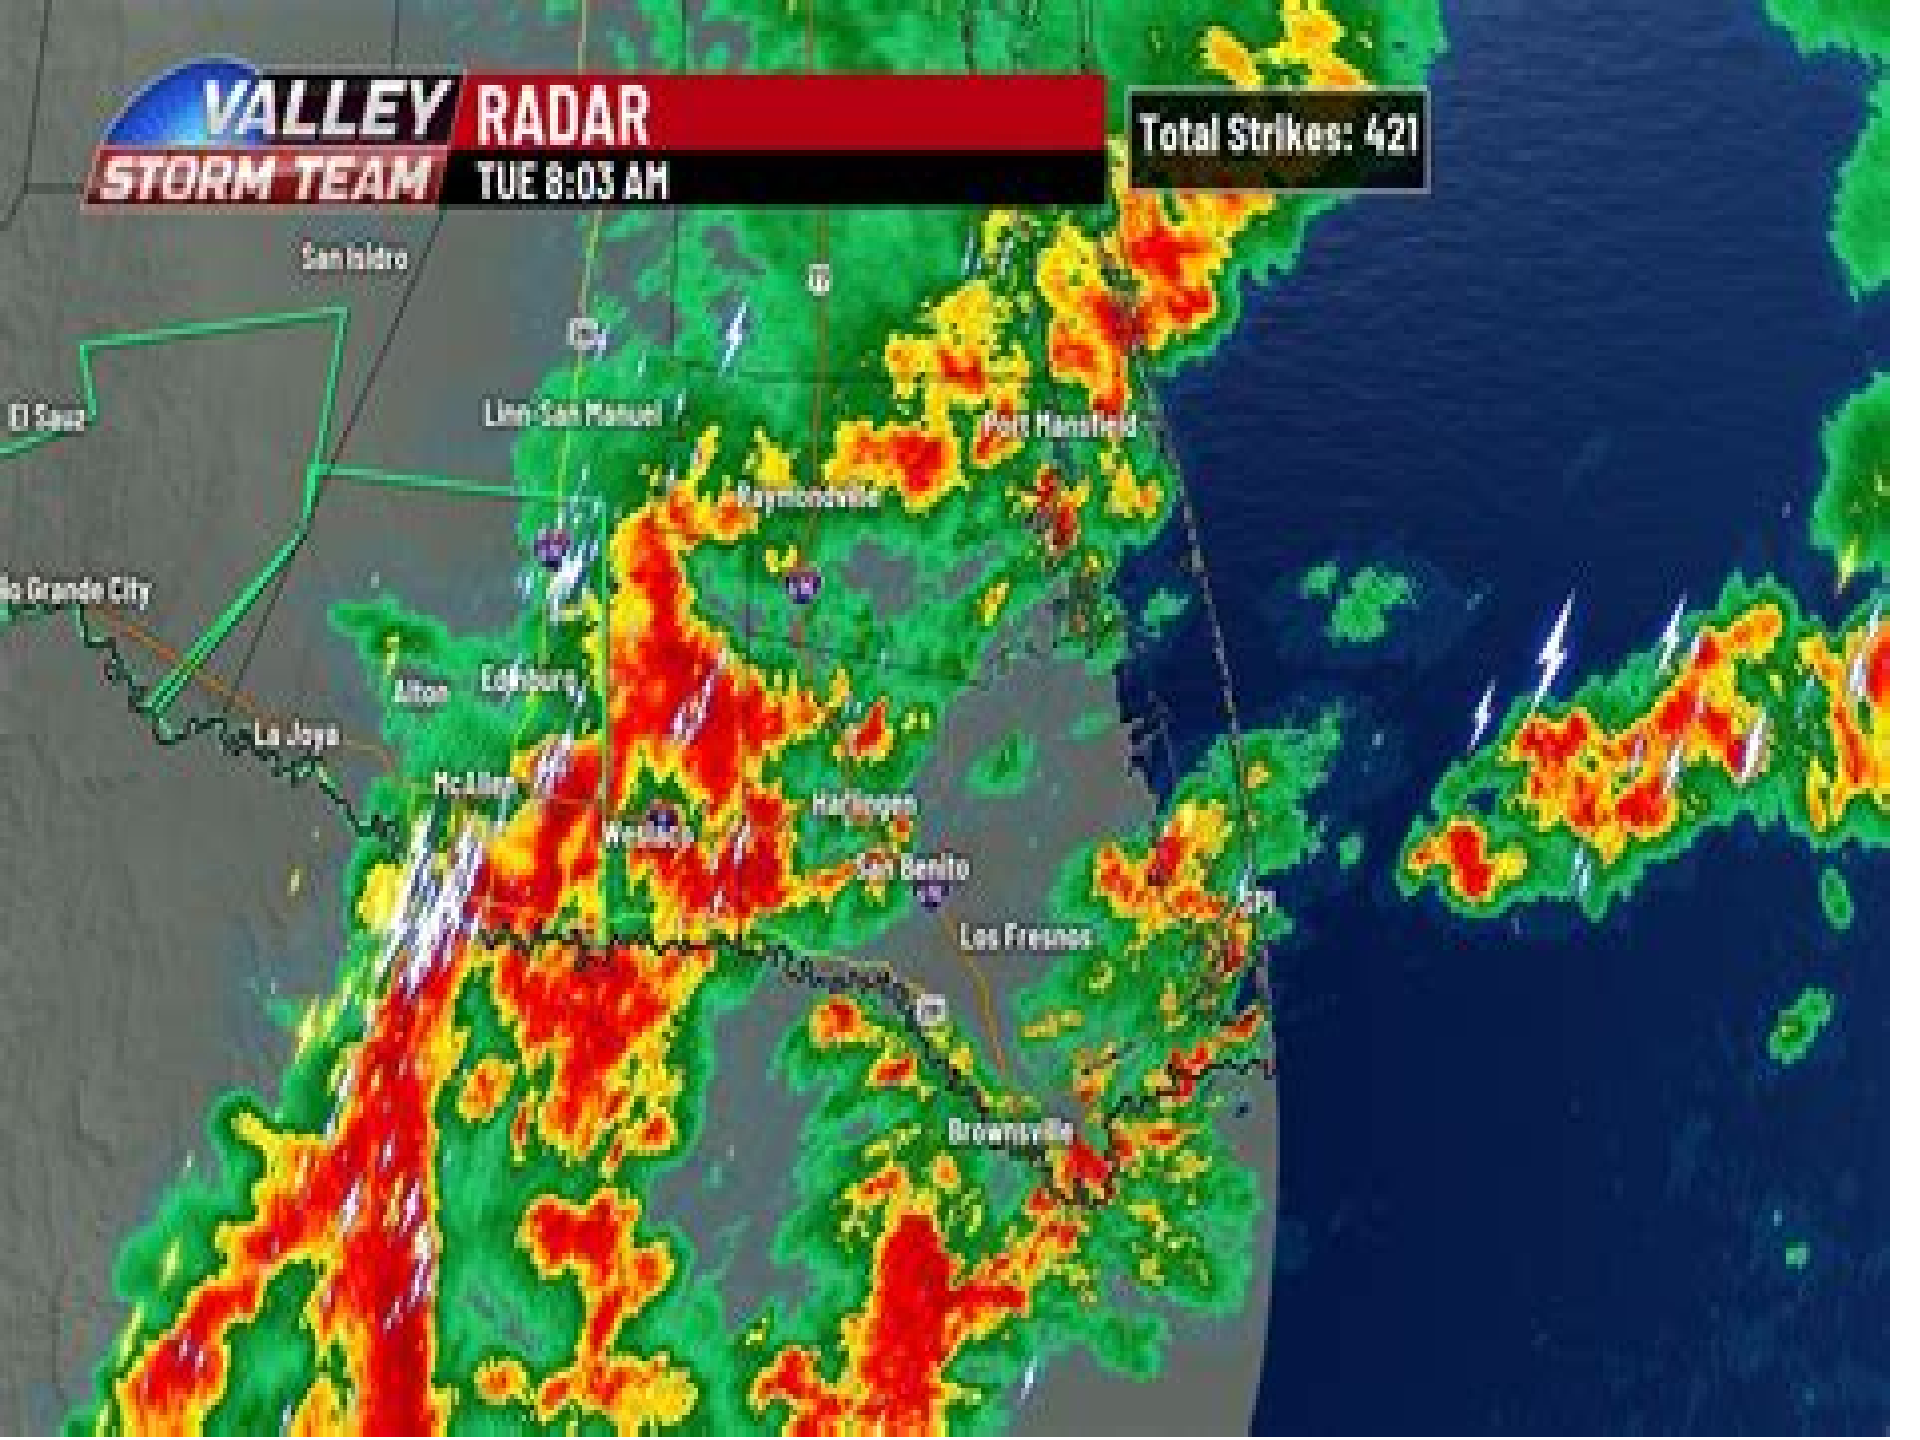 VALLEY
STORM TEAM
RADAR
TUE 8:03 AM
Total Strikes: 421
San Isidro
El Sauz
Linn-San Manuel
Port Mansfield
Raymondville
Grande City
Alton
Edinburg
La Joya
McAllen
Harlingen
Weslaco
San Benito
SPI
Los Fresnos
Brownsville